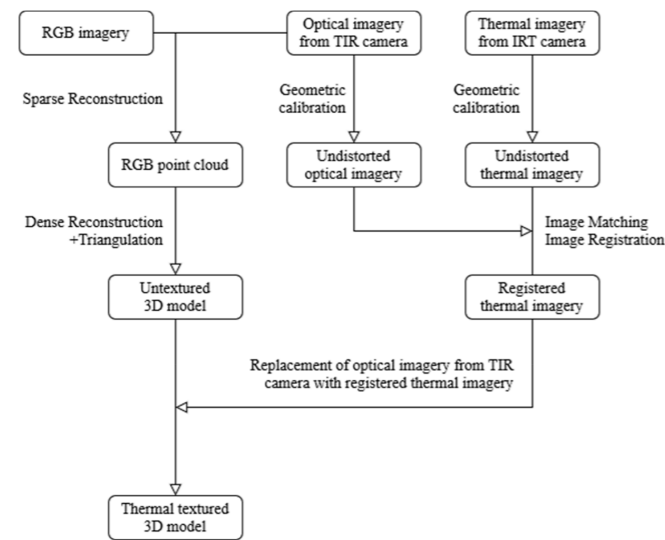 RGB imagery
Optical imagery
from TIR camera
Thermal imagery
from IRT camera
Sparse Reconstruction
Geometric
calibration
Geometric
calibration
RGB point cloud
Undistorted
optical imagery
Undistorted
thermal imagery
Dense Reconstruction
+Triangulation
Image Matching
Image Registration
Untextured
3D model
Registered
thermal imagery
Replacement of optical imagery from TIR
camera with registered thermal imagery
Thermal textured
3D model